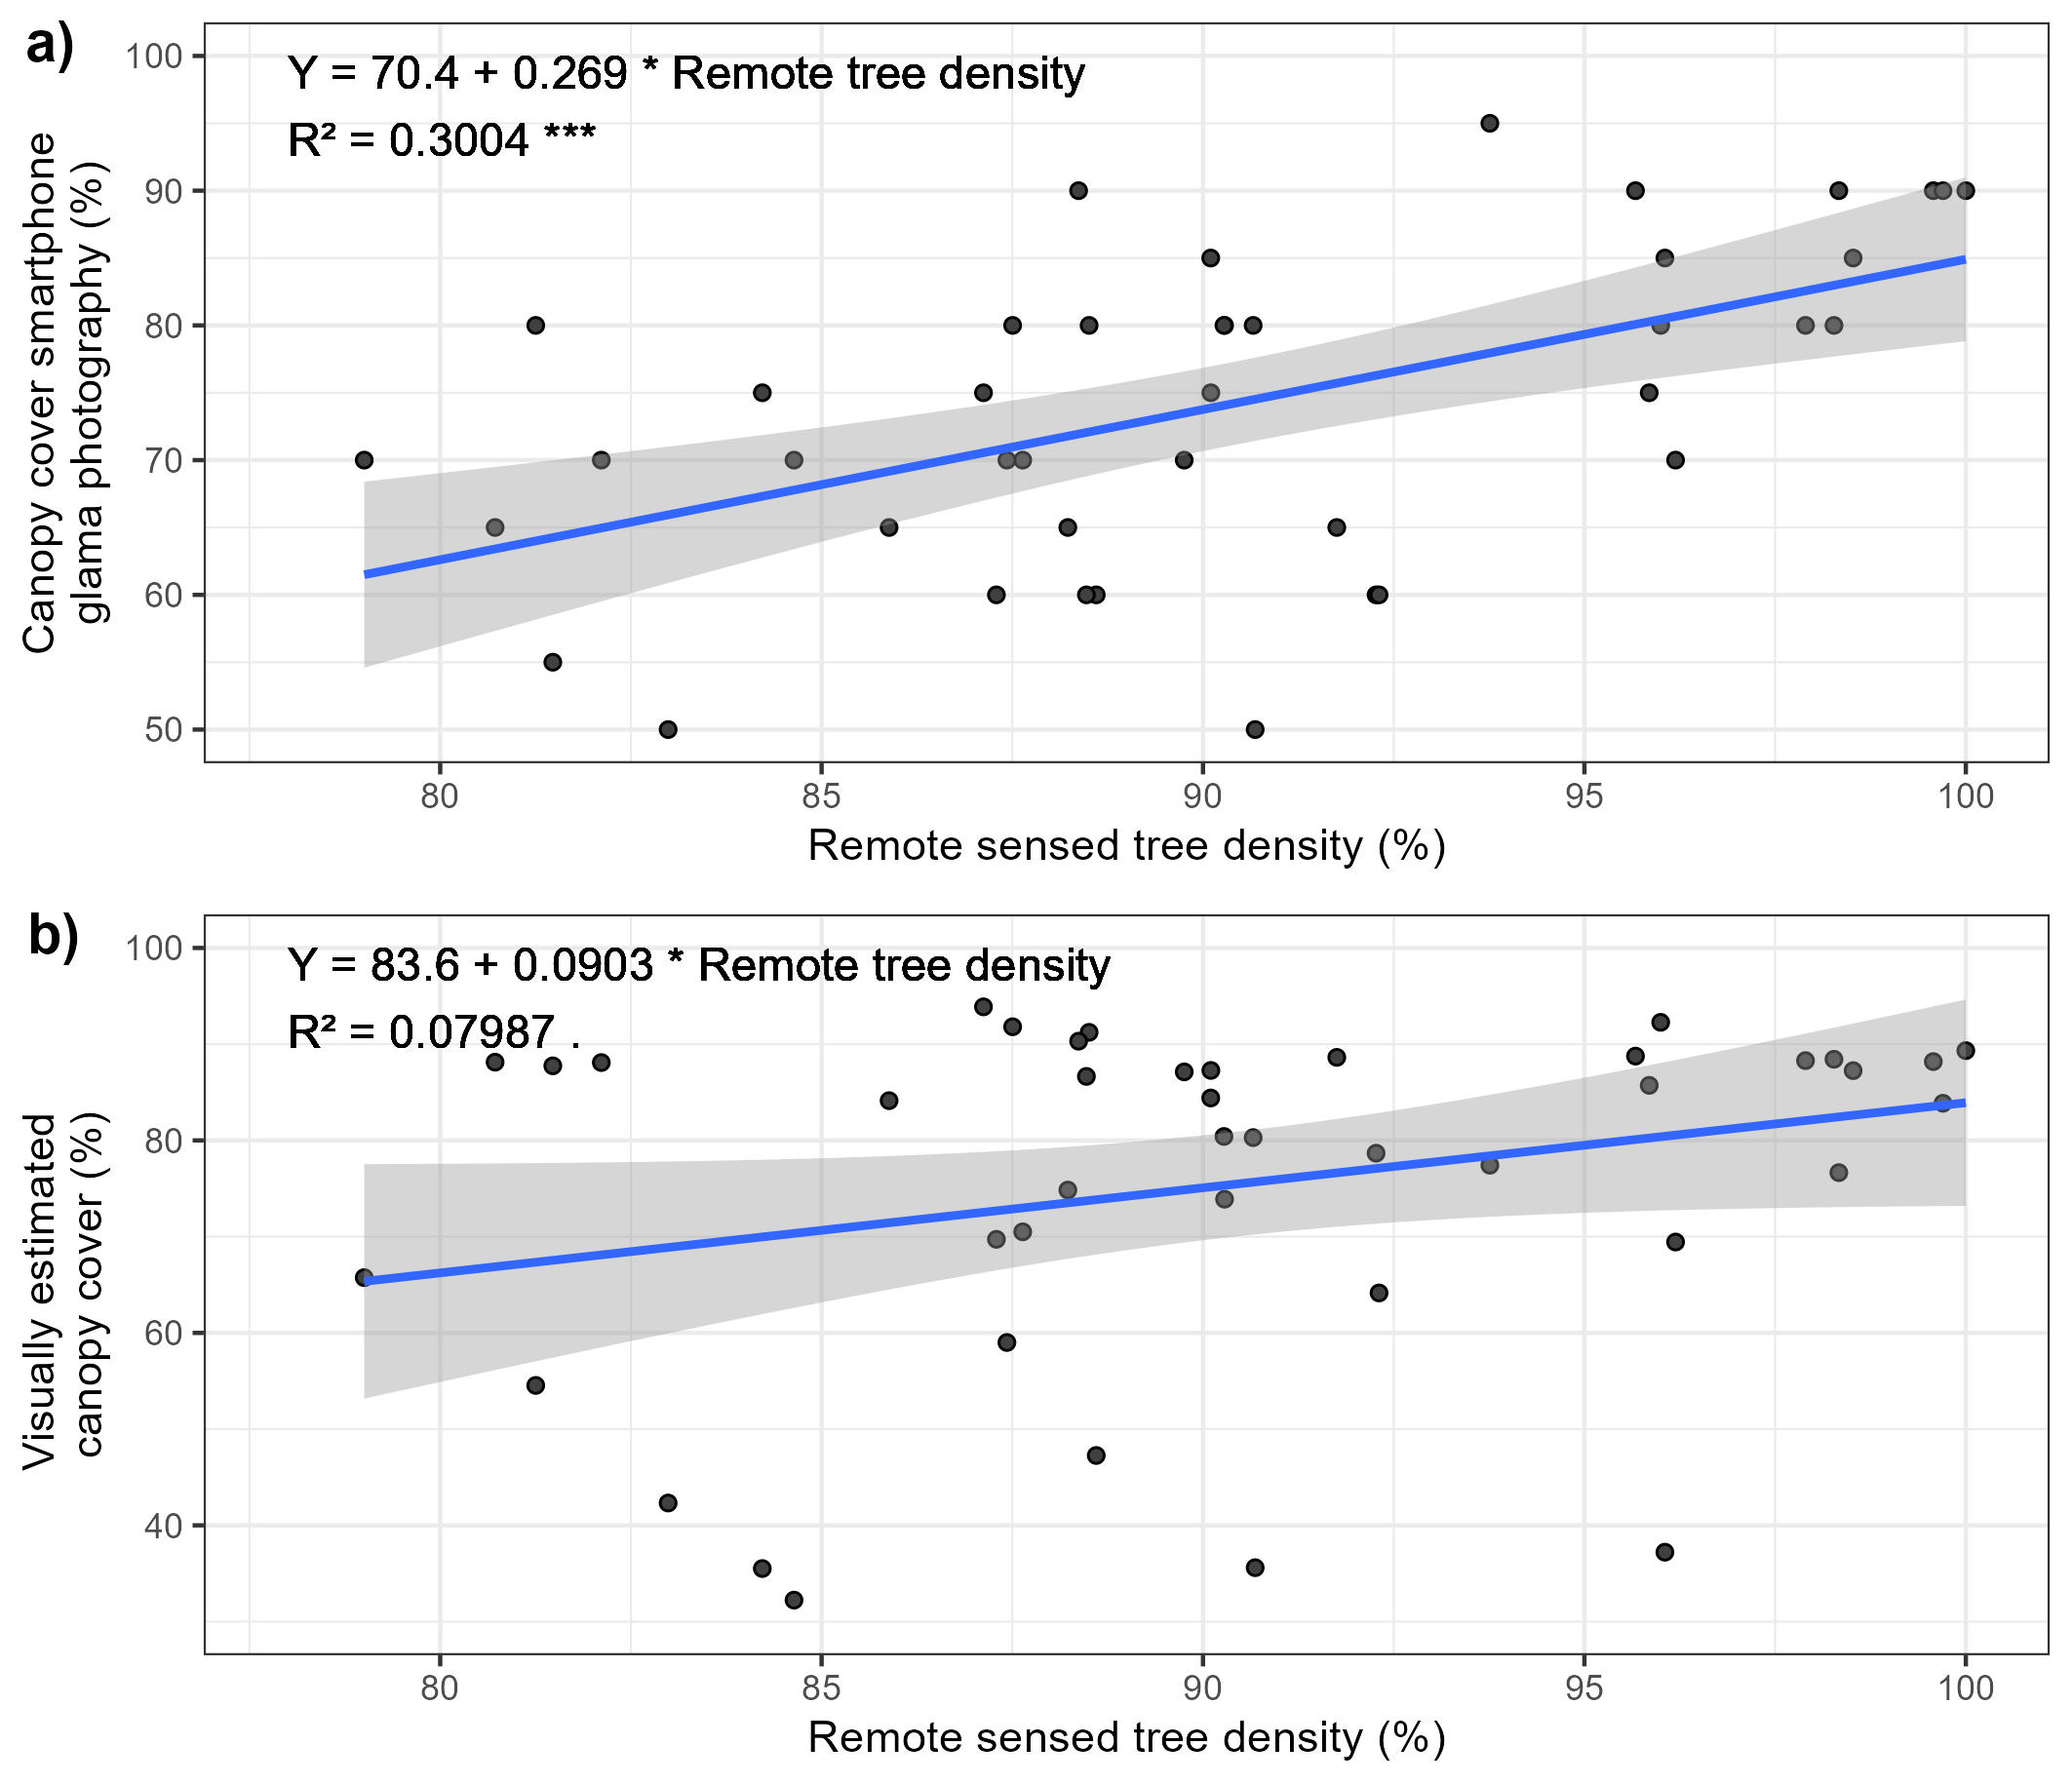 a)
Y = 70.4 + 0.269 * Remote tree density
R² = 0.3004 ***
Canopy cover smartphone
glama photography (%)
100
90
80
70
60
50
80 85 90 95 100
Remote sensed tree density (%)
b)
Y = 83.6 + 0.0903 * Remote tree density
R² = 0.07987 .
Visually estimated
canopy cover (%)
100
80
60
40
80 85 90 95 100
Remote sensed tree density (%)